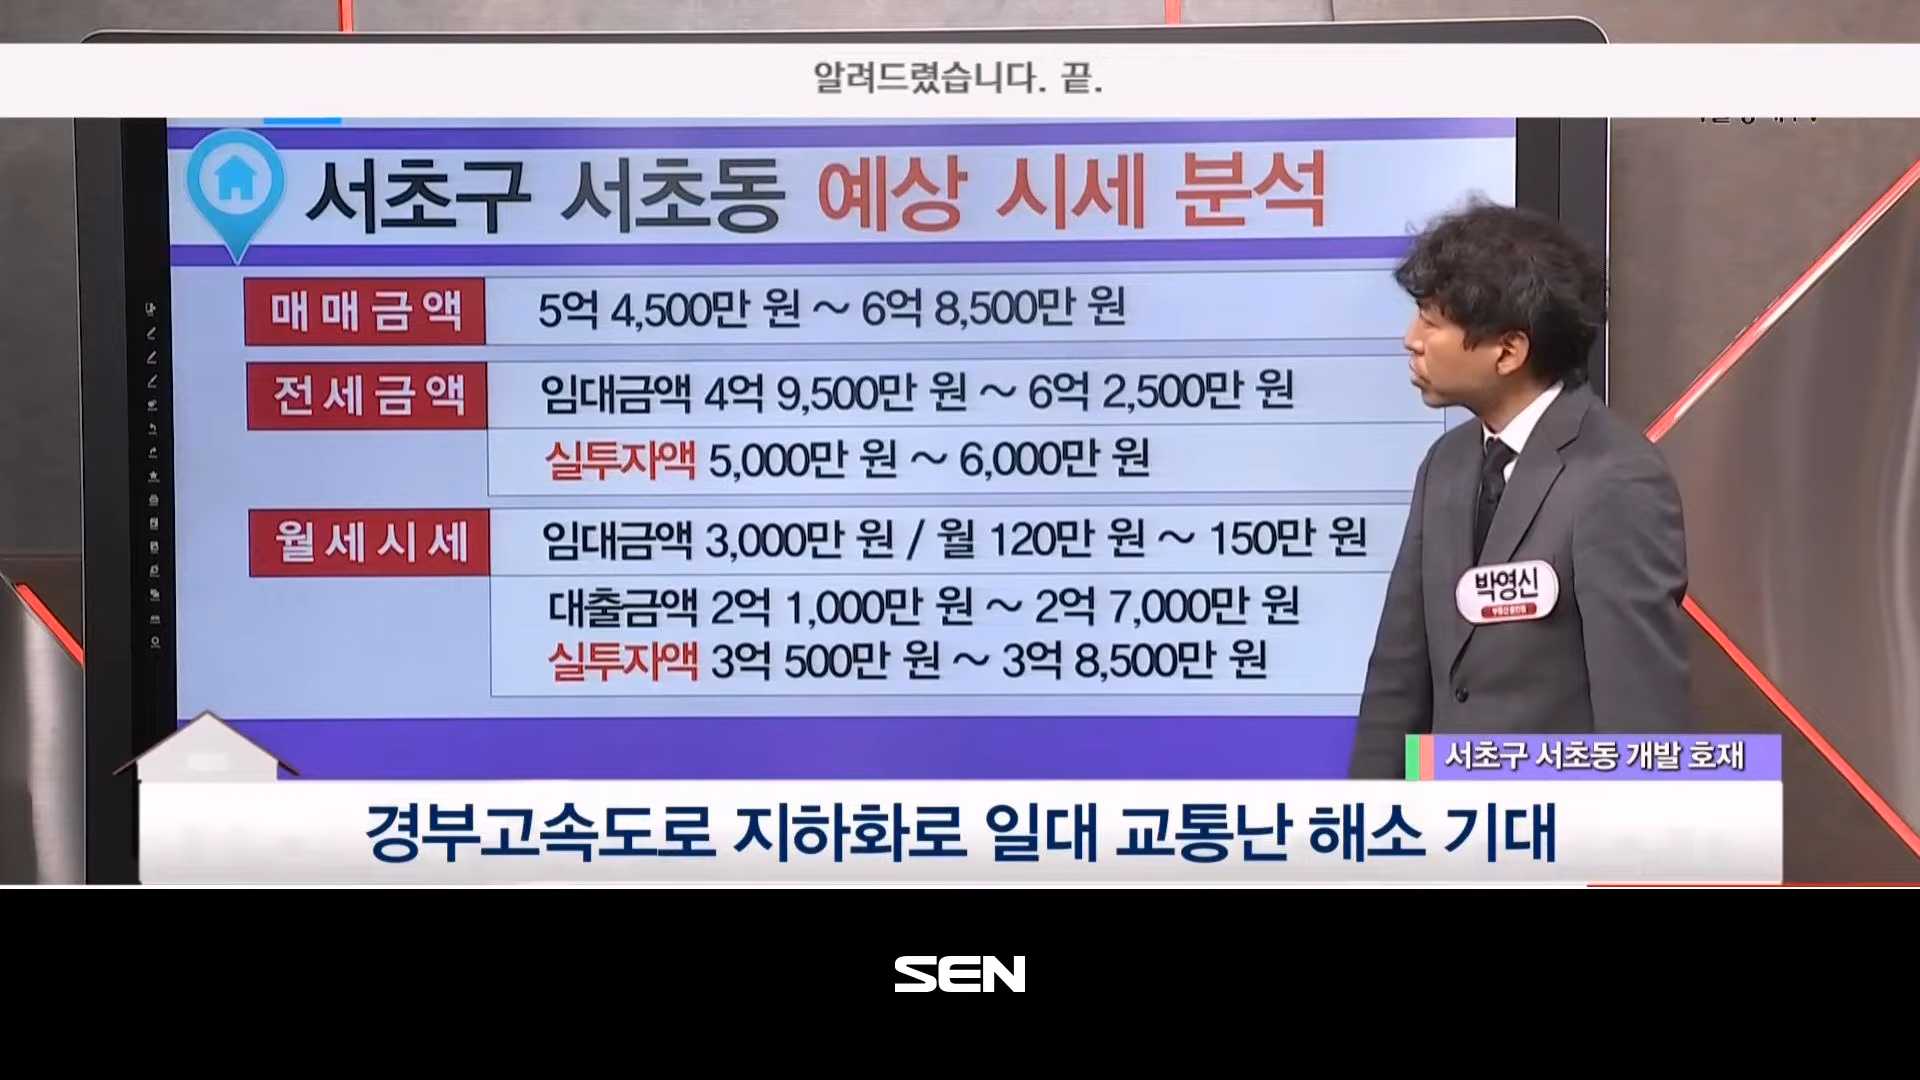 알려드렸습니다. 끝.
서초구 서초동 예상 시세 분석
매매금액 5억 4,500만 원 ~ 6억 8,500만 원
전세금액 임대금액 4억 9,500만 원 ~ 6억 2,500만 원
실투자액 5,000만 원 ~ 6,000만 원
월세시세 임대금액 3,000만 원 / 월 120만 원 ~ 150만 원
대출금액 2억 1,000만 원 ~ 2억 7,000만 원
실투자액 3억 500만 원 ~ 3억 8,500만 원
박영신
서초구 서초동 개발 호재
경부고속도로 지하화로 일대 교통난 해소 기대
SEN